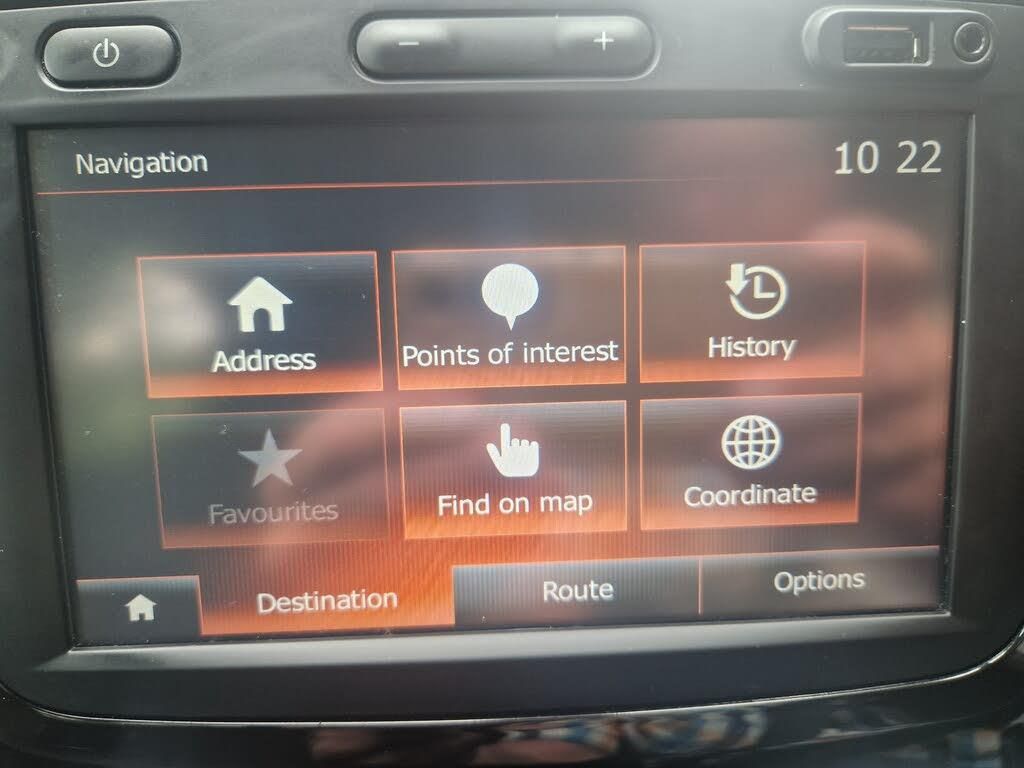 Navigation
10 22
Address
Points of interest
History
Favourites
Find on map
Coordinate
Destination
Route
Options